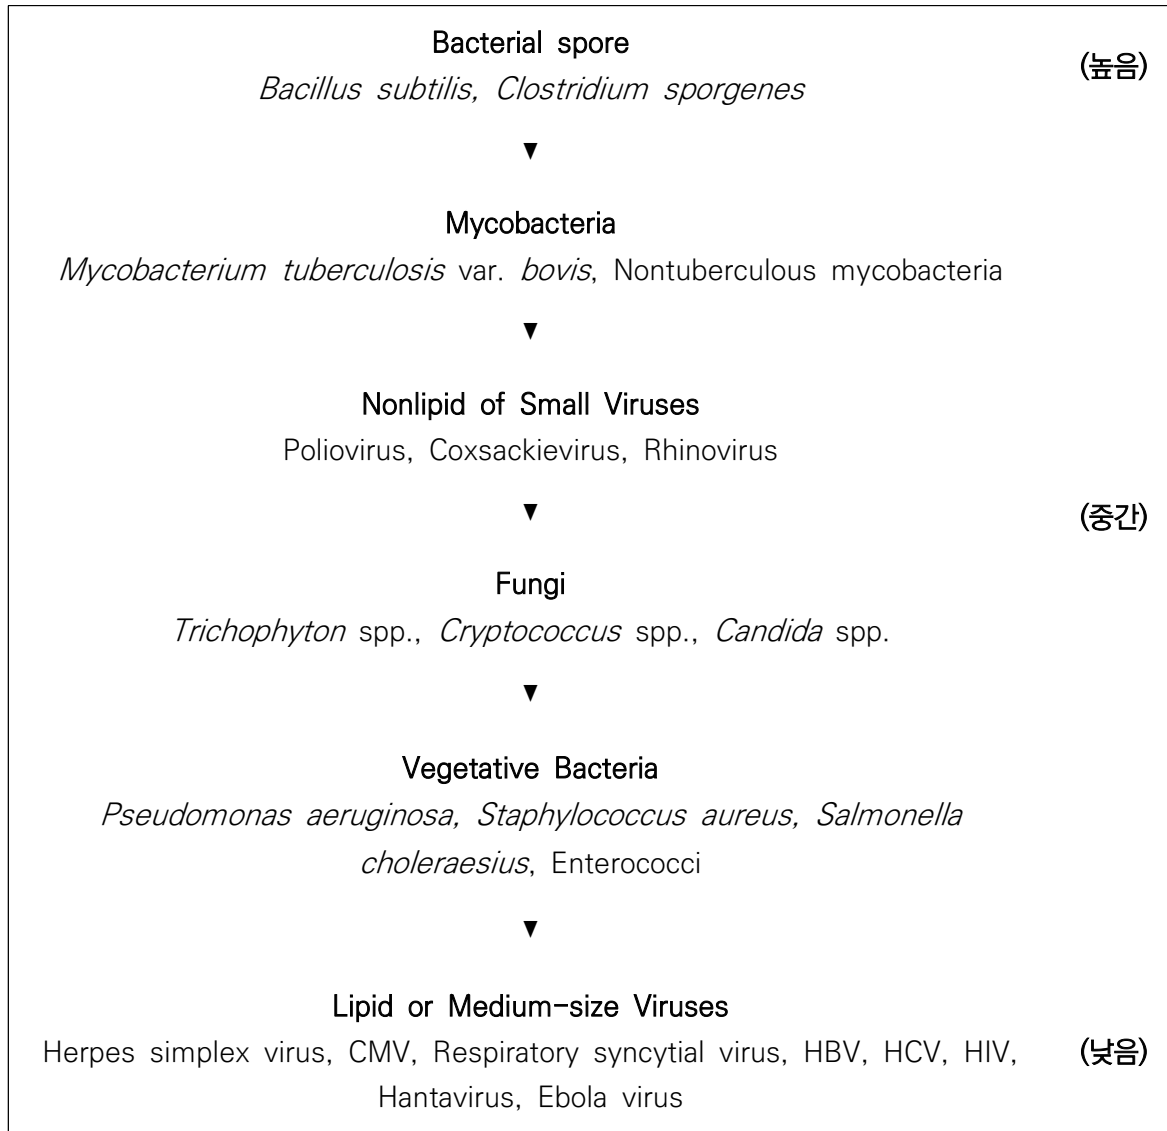 Bacterial spore
(높음)
Bacillus subtilis, Clostridium sporgenes
▼
Mycobacteria
Mycobacterium tuberculosis var. bovis, Nontuberculous mycobacteria
▼
Nonlipid of Small Viruses
Poliovirus, Coxsackievirus, Rhinovirus
▼
(중간)
Fungi
Trichophyton spp., Cryptococcus spp., Candida spp.
▼
Vegetative Bacteria
Pseudomonas aeruginosa, Staphylococcus aureus, Salmonella
choleraesius, Enterococci
▼
Lipid or Medium-size Viruses
Herpes simplex virus, CMV, Respiratory syncytial virus, HBV, HCV, HIV,
(낮음)
Hantavirus, Ebola virus